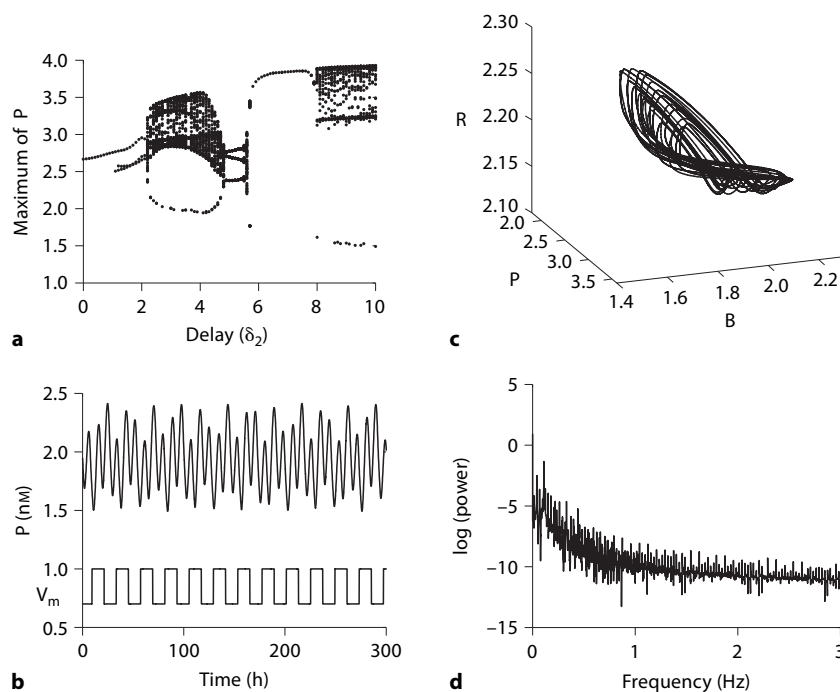 4.0
3.5
3.0
2.5
2.0
1.5
1.0
Maximum of P
0 2 4 6 8 10
Delay (δ2)
a
2.30
2.25
2.20
2.15
2.10
R
2.0
2.5
3.0
3.5
P
1.4 1.6 1.8 2.0 2.2
B
c
2.5
2.0
1.5
1.0
0.5
P (nM)
Vm
0 100 200 300
Time (h)
b
5
0
−5
−10
−15
log (power)
0 1 2 3
Frequency (Hz)
d